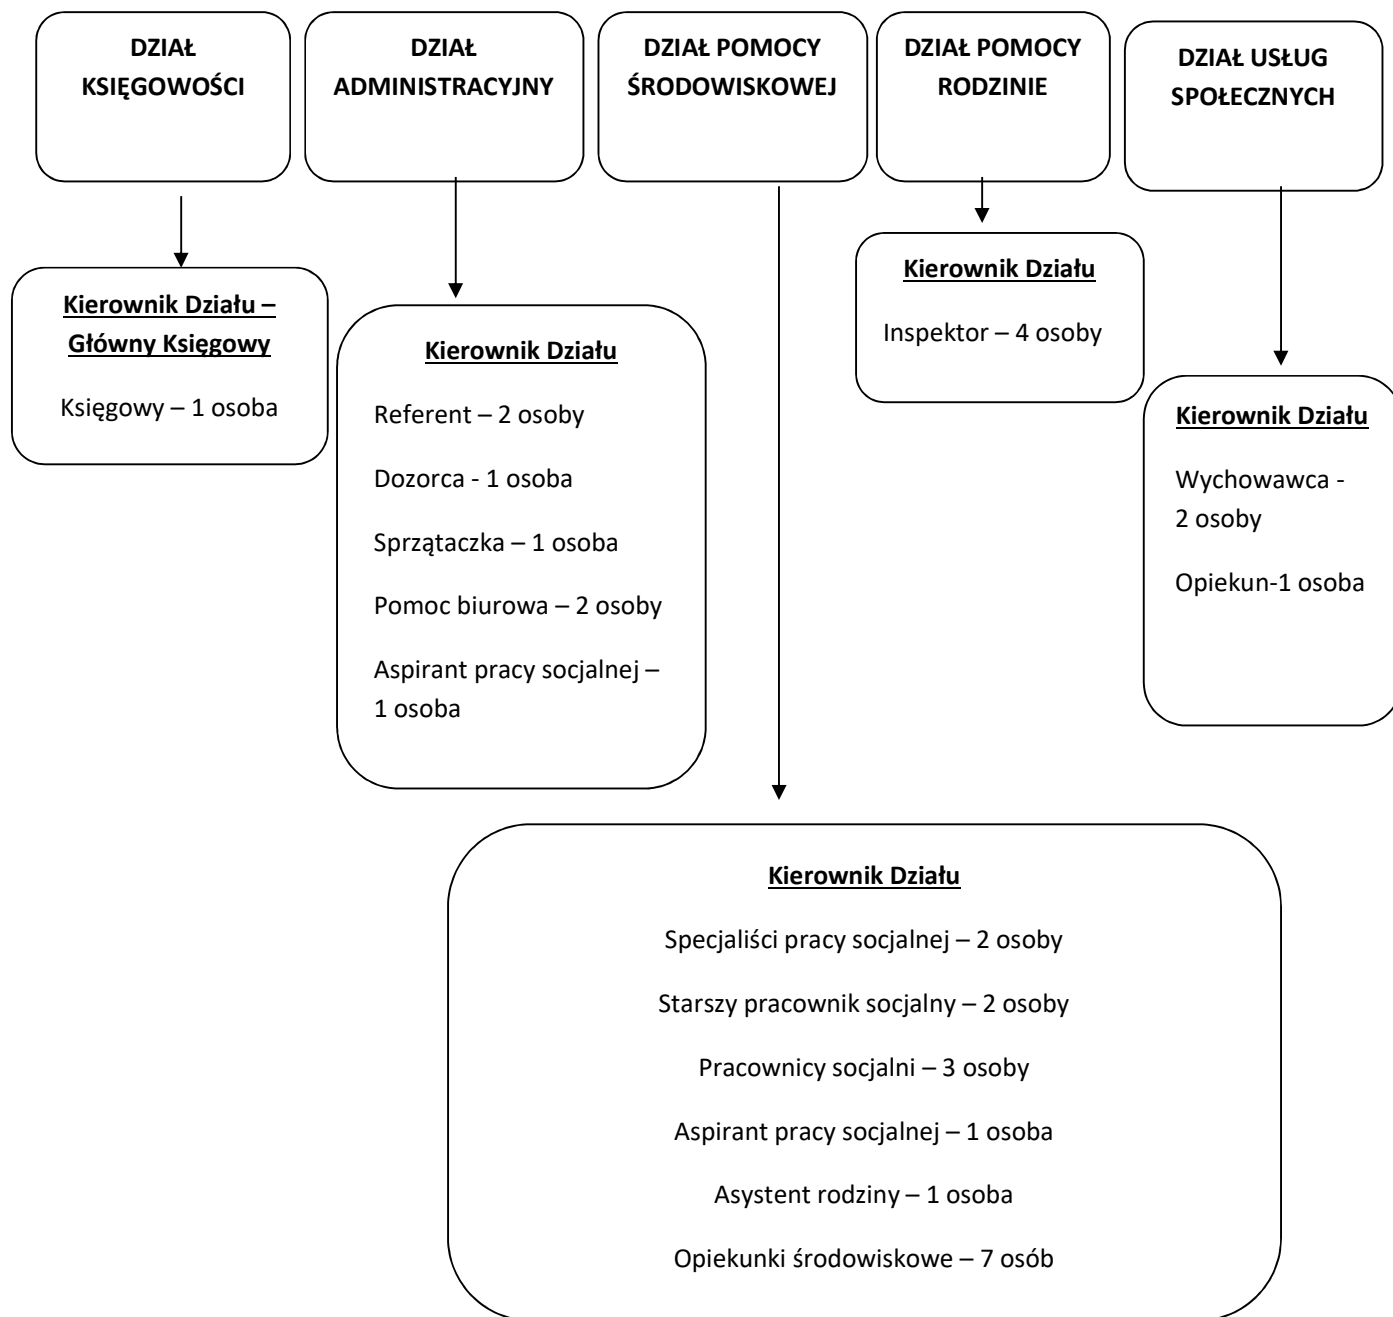 DZIAŁ
KSIĘGOWOŚCI
DZIAŁ
ADMINISTRACYJNY
DZIAŁ POMOCY
ŚRODOWISKOWEJ
DZIAŁ POMOCY
RODZINIE
DZIAŁ USŁUG
SPOŁECZNYCH
Kierownik Działu –
Główny Księgowy
Księgowy – 1 osoba
Kierownik Działu
Referent – 2 osoby
Dozorca - 1 osoba
Sprzątaczka – 1 osoba
Pomoc biurowa – 2 osoby
Aspirant pracy socjalnej –
1 osoba
Kierownik Działu
Inspektor – 4 osoby
Kierownik Działu
Wychowawca -
2 osoby
Opiekun-1 osoba
Kierownik Działu
Specjaliści pracy socjalnej – 2 osoby
Starszy pracownik socjalny – 2 osoby
Pracownicy socjalni – 3 osoby
Aspirant pracy socjalnej – 1 osoba
Asystent rodziny – 1 osoba
Opiekunki środowiskowe – 7 osób